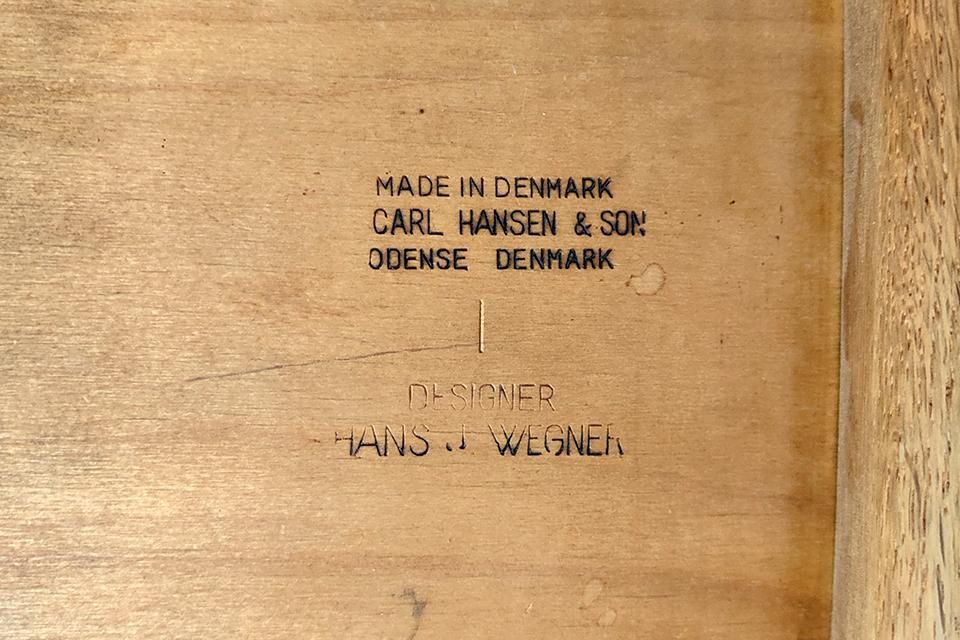 MADE IN DENMARK
CARL HANSEN & SON
ODENSE DENMARK
DESIGNER
HANS J WEGNER